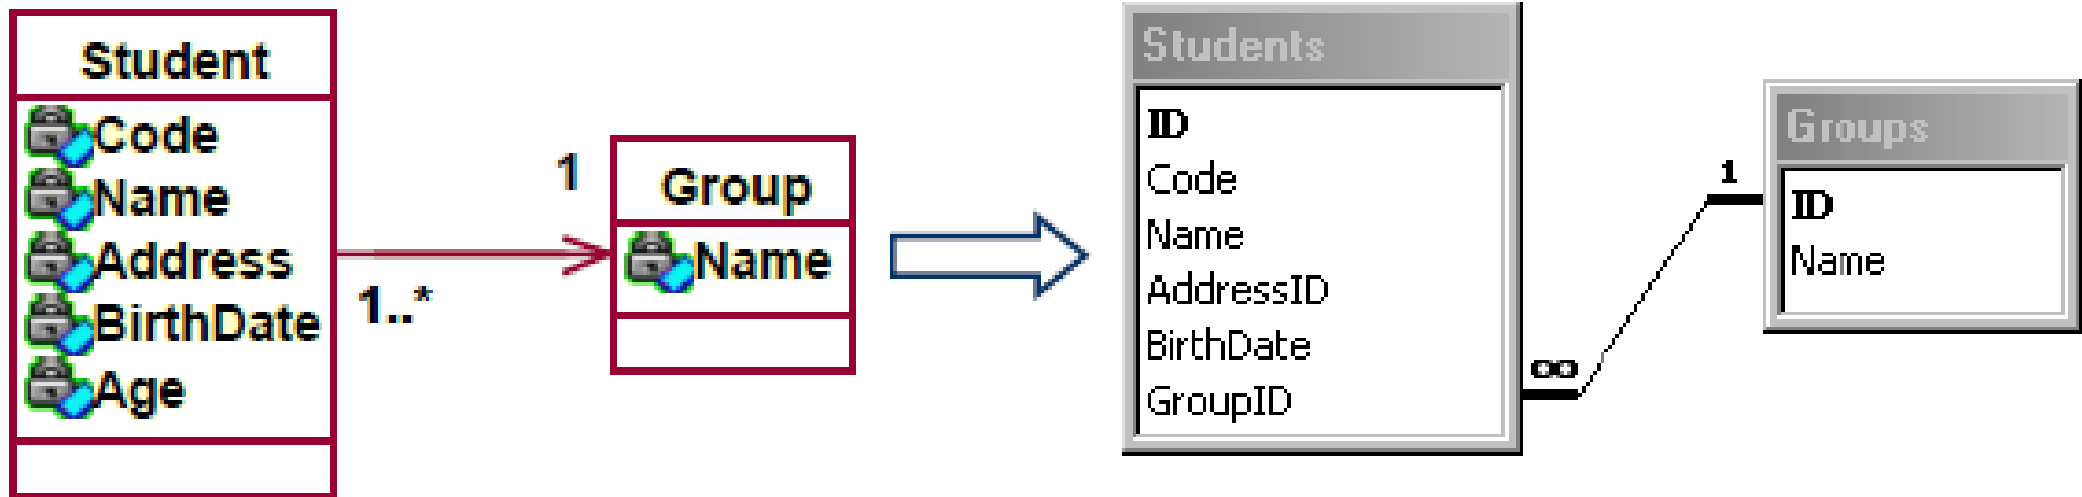 Student
Code
Name
Address
BirthDate
Age
1..*
1
Group
Name
Students
ID
Code
Name
AddressID
BirthDate
GroupID
∞
1
Groups
ID
Name